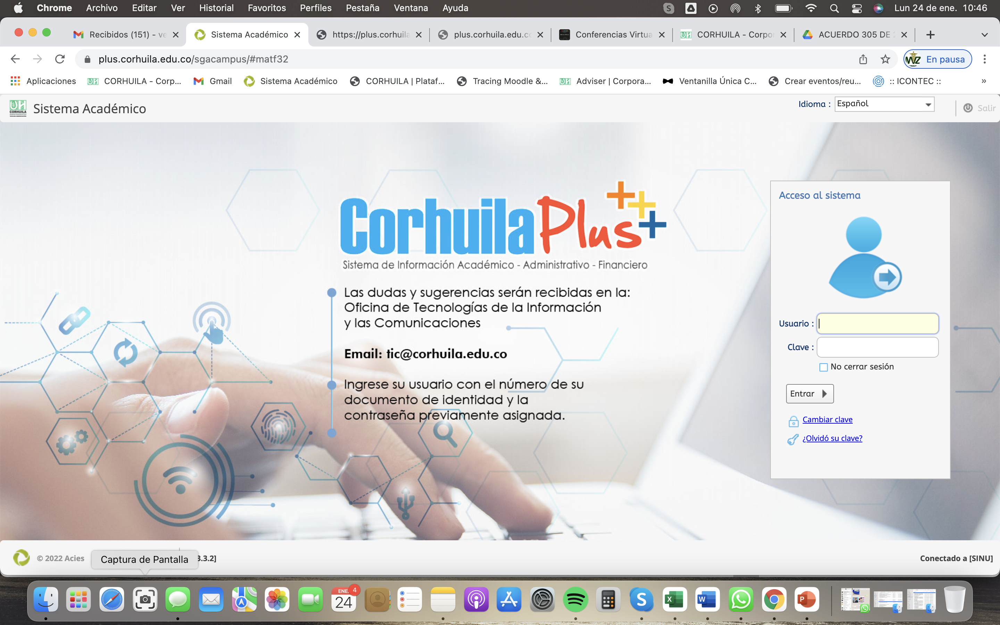 Chrome Archivo Editar Ver Historial Favoritos Perfiles Pestaña Ventana Ayuda
Lun 24 de ene. 10:46
Recibidos (151) - ve
Sistema Académico
https://plus.corhuila
plus.corhuila.edu.co
Conferencias Virtua
CORHUILA - Corpor
ACUERDO 305 DE 2
plus.corhuila.edu.co/sgacampus/#matf32
En pausa
Aplicaciones
CORHUILA - Corp...
Gmail
Sistema Académico
CORHUILA | Plataf...
Tracing Moodle &...
Adviser | Corpora...
Ventanilla Única C...
Crear eventos/reu...
:: ICONTEC ::
»
CORHUILA
Sistema Académico
Idioma : Español
Salir
CorhuilaPlus
Sistema de Información Académico - Administrativo - Financiero
Las dudas y sugerencias serán recibidas en la:
Oficina de Tecnologías de la Información
y las Comunicaciones
Email: tic@corhuila.edu.co
Ingrese su usuario con el número de su
documento de identidad y la
contraseña previamente asignada.
Acceso al sistema
Usuario :
Clave :
No cerrar sesión
Entrar
Cambiar clave
¿Olvidó su clave?
© 2022 Acies
Captura de Pantalla
3.3.2]
Conectado a [SINU]
ENE.
4
24